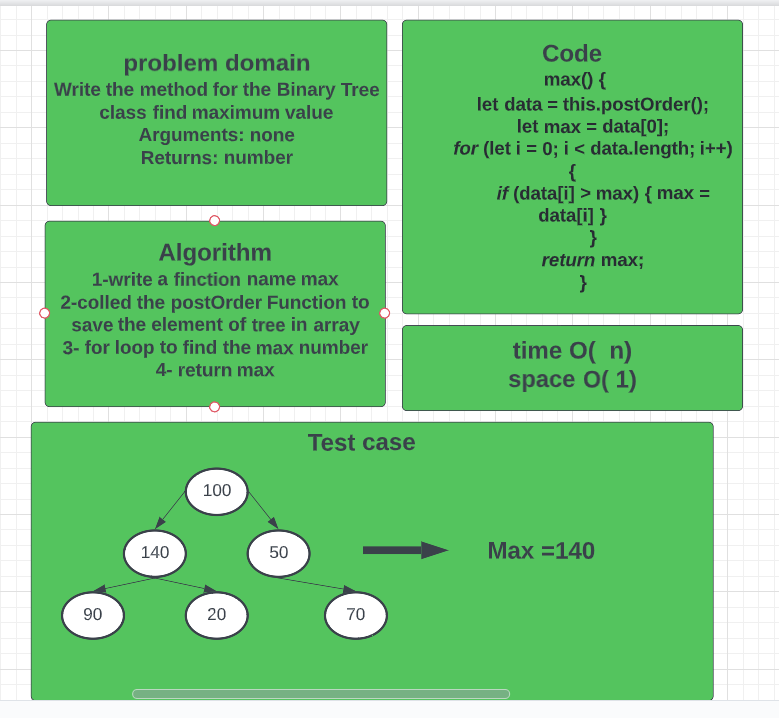 problem domain
Write the method for the Binary Tree
class find maximum value
Arguments: none
Returns: number
Algorithm
1-write a finction name max
2-colled the postOrder Function to
save the element of tree in array
3- for loop to find the max number
4- return max
Code
max() {
let data = this.postOrder();
let max = data[0];
for (let i = 0; i < data.length; i++)
{
if (data[i] > max) { max =
data[i] }
}
return max;
}
time O(  n)
space O( 1)
Test case
100
140
50
Max =140
90
20
70